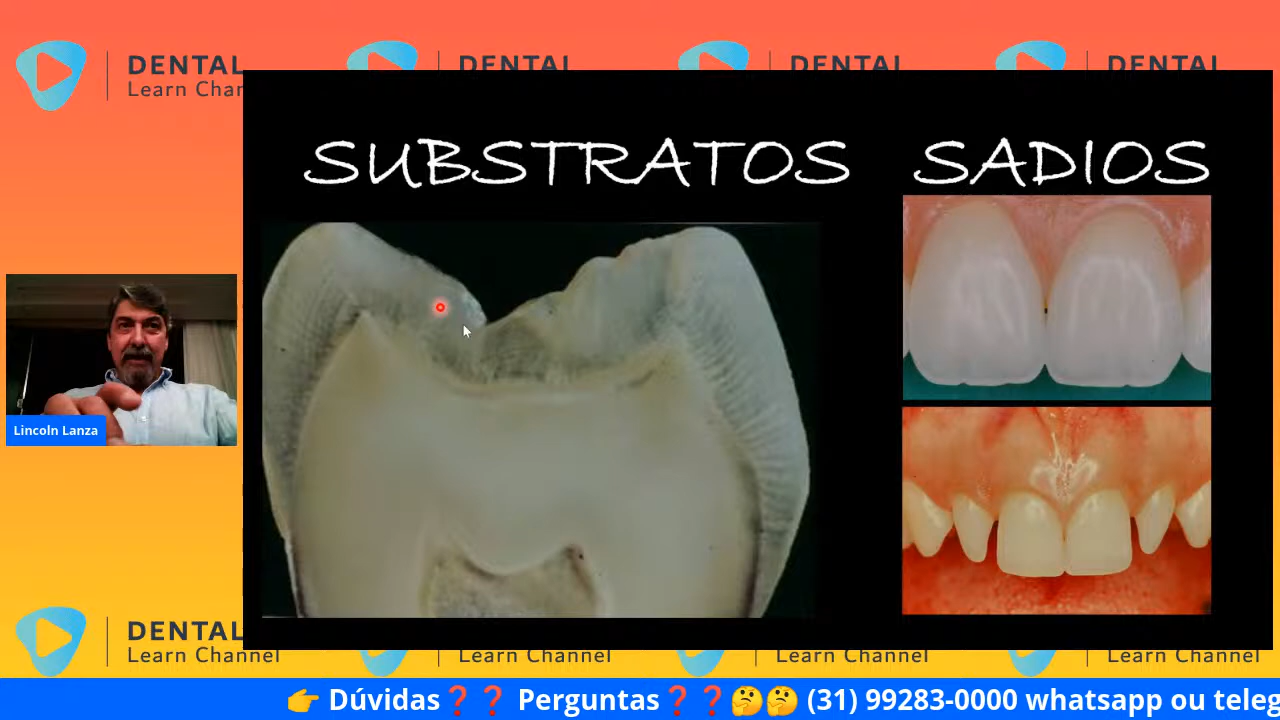 DENTAL
Learn Chan
DENTAL
DENTAL
DENTAL
SUBSTRATOS SADIOS
Lincoln Lanza
DENTAL
Learn Channel
Learn Channel
Learn Channel
Learn Channel
👉 Dúvidas❓❓ Perguntas❓❓🤔🤔 (31) 99283-0000 whatsapp ou teleg